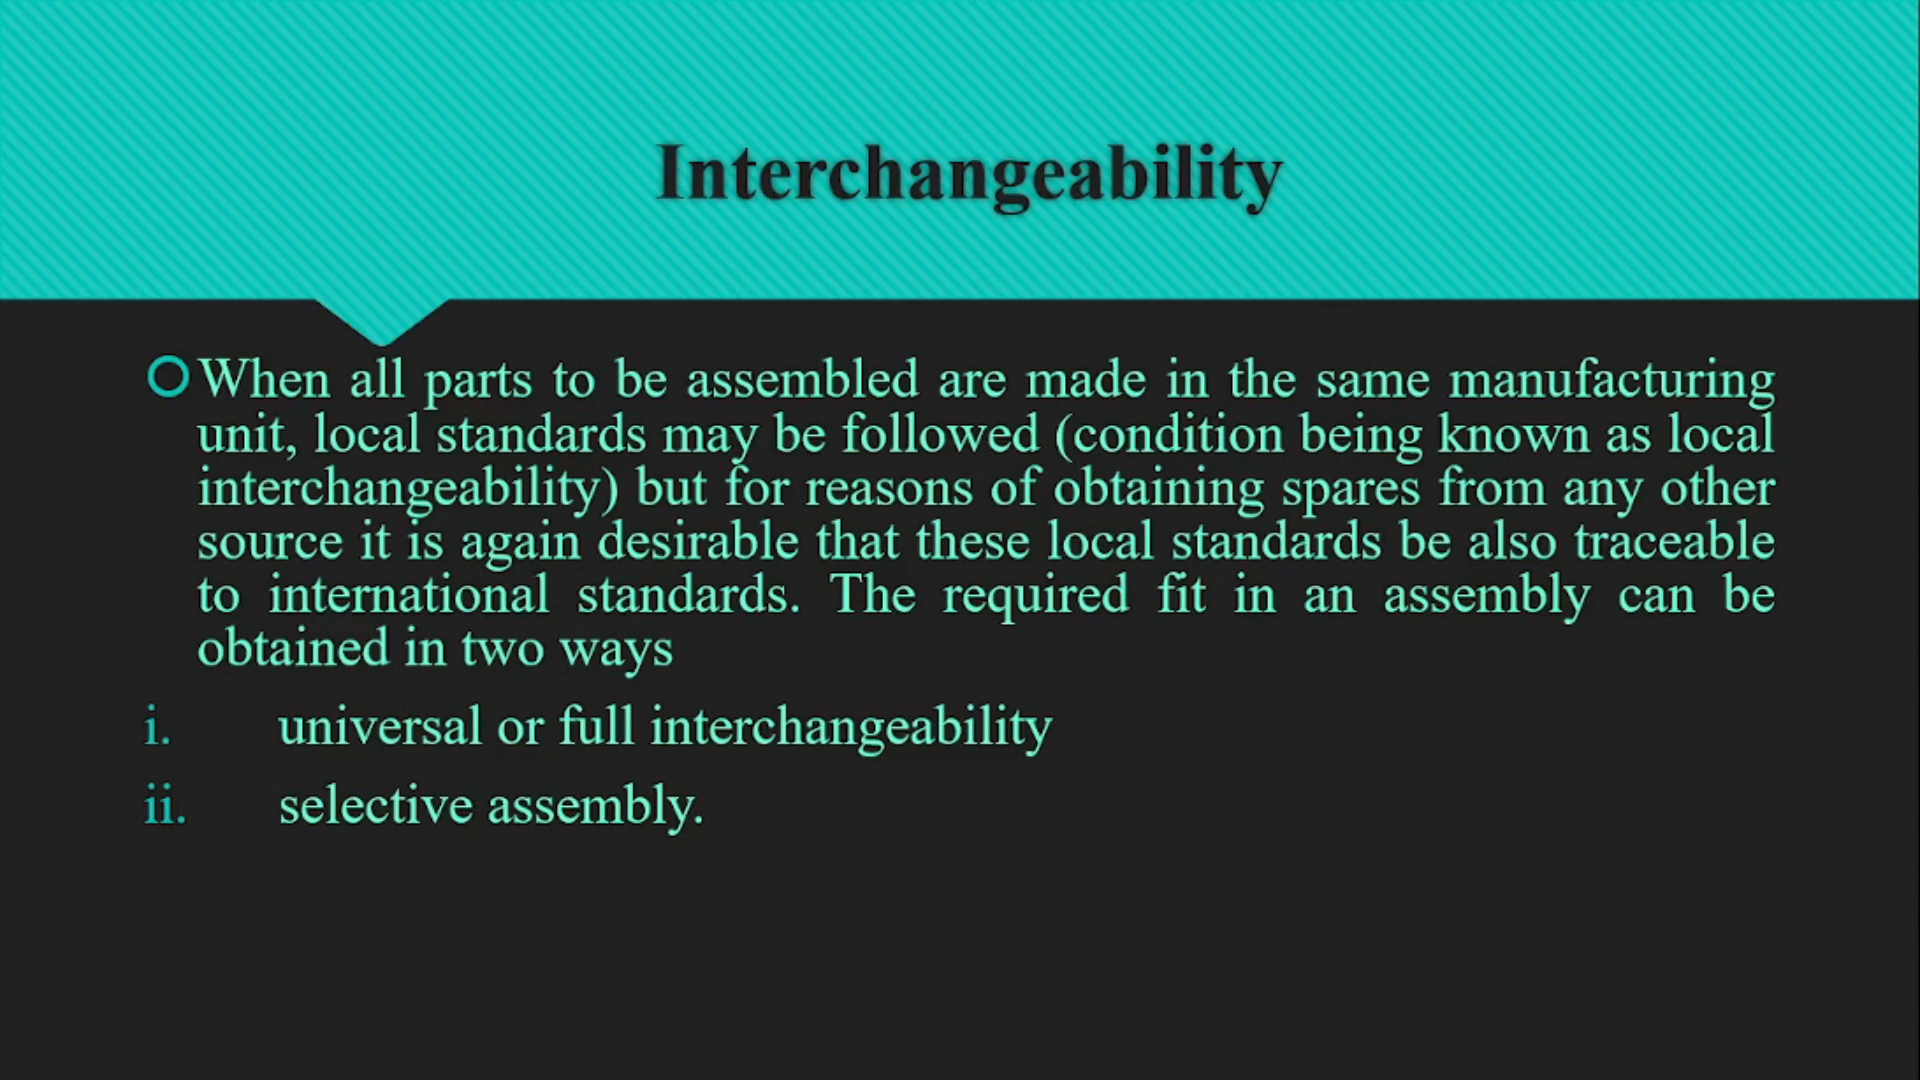 Interchangeability
When all parts to be assembled are made in the same manufacturing
unit, local standards may be followed (condition being known as local
interchangeability) but for reasons of obtaining spares from any other
source it is again desirable that these local standards be also traceable
to international standards. The required fit in an assembly can be
obtained in two ways
i. universal or full interchangeability
ii. selective assembly.